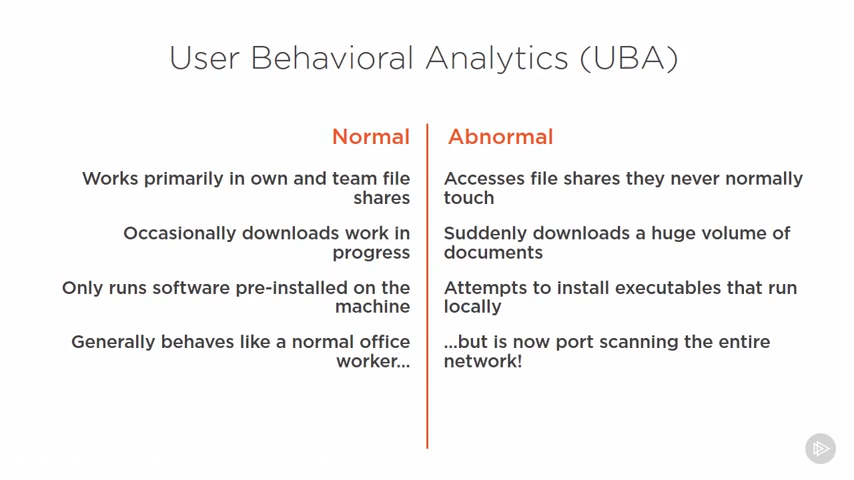 User Behavioral Analytics (UBA)
Normal
Works primarily in own and team file
shares
Occasionally downloads work in
progress
Only runs software pre-installed on the
machine
Generally behaves like a normal office
worker...
Abnormal
Accesses file shares they never normally
touch
Suddenly downloads a huge volume of
documents
Attempts to install executables that run
locally
...but is now port scanning the entire
network!